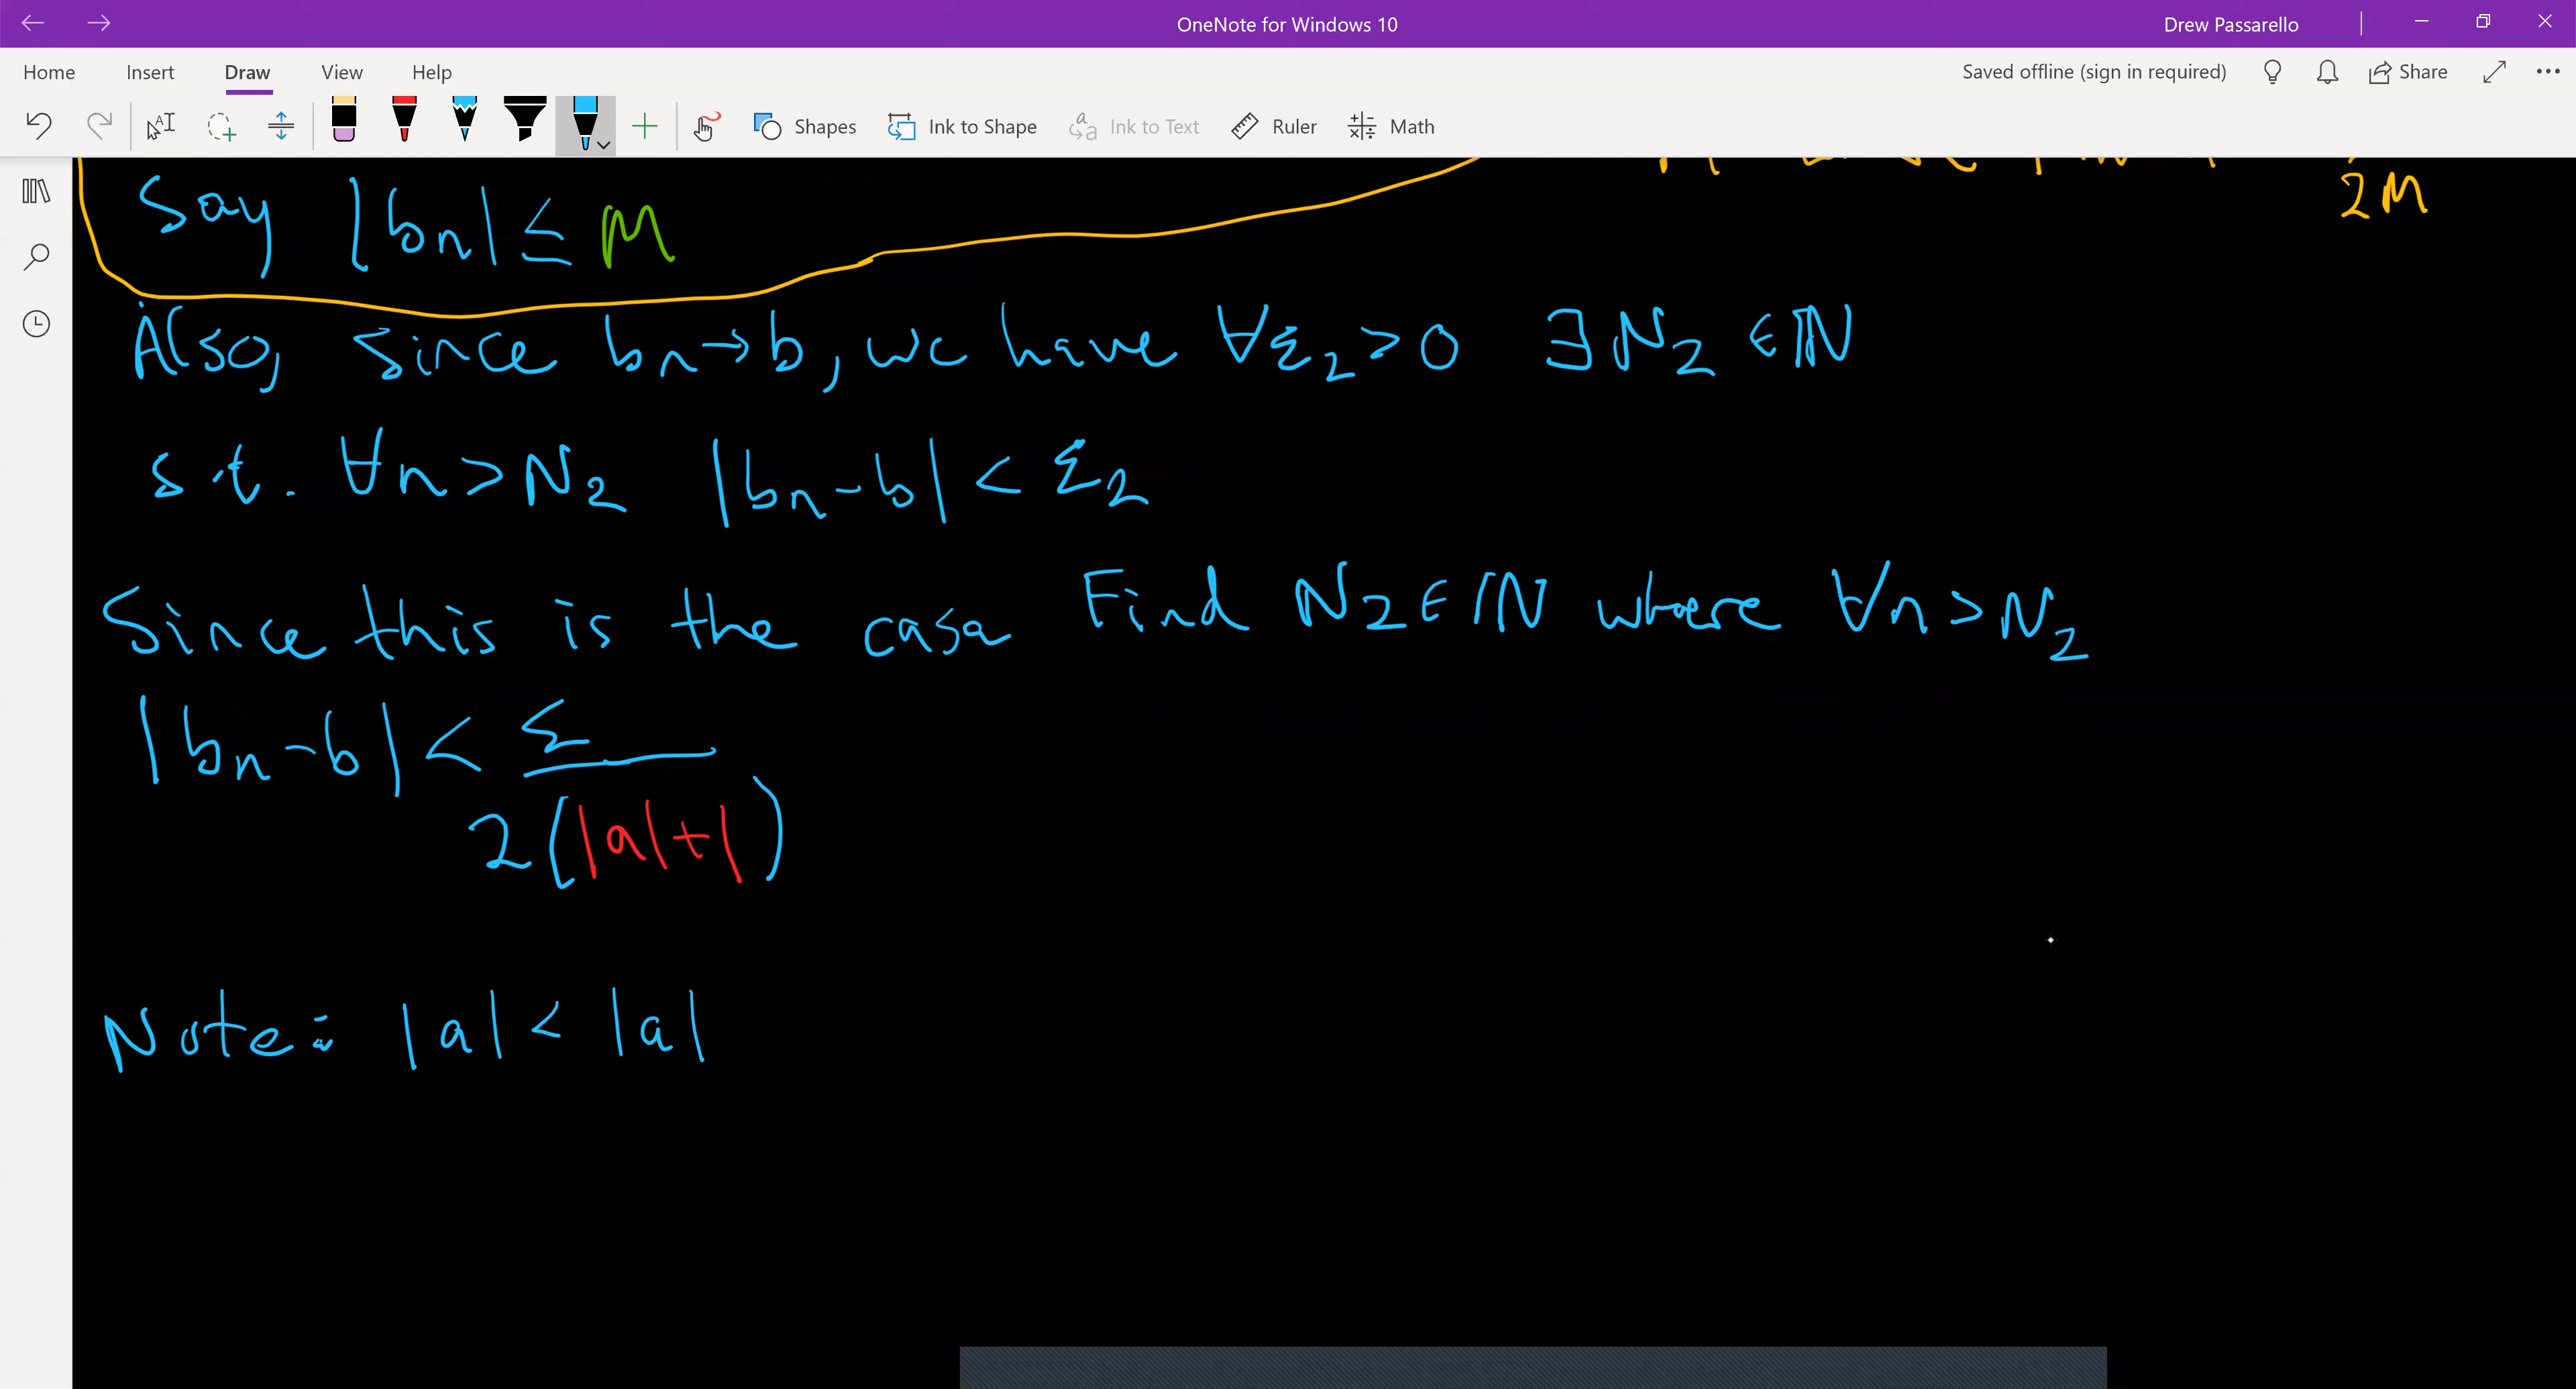 OneNote for Windows 10
Drew Passarello
Home Insert Draw View Help
Saved offline (sign in required)
Share
Shapes Ink to Shape Ink to Text Ruler Math
2M
Say |bn| ≤ M
Also, since bn→b, we have ∀ε2>0 ∃N2 ∈ℕ
s.t. ∀n>N2 |bn-b| < ε2
Since this is the case Find N2∈ℕ where ∀n>N2
|bn-b| < ε
2(|a|+1)
Note: |a| < |a|